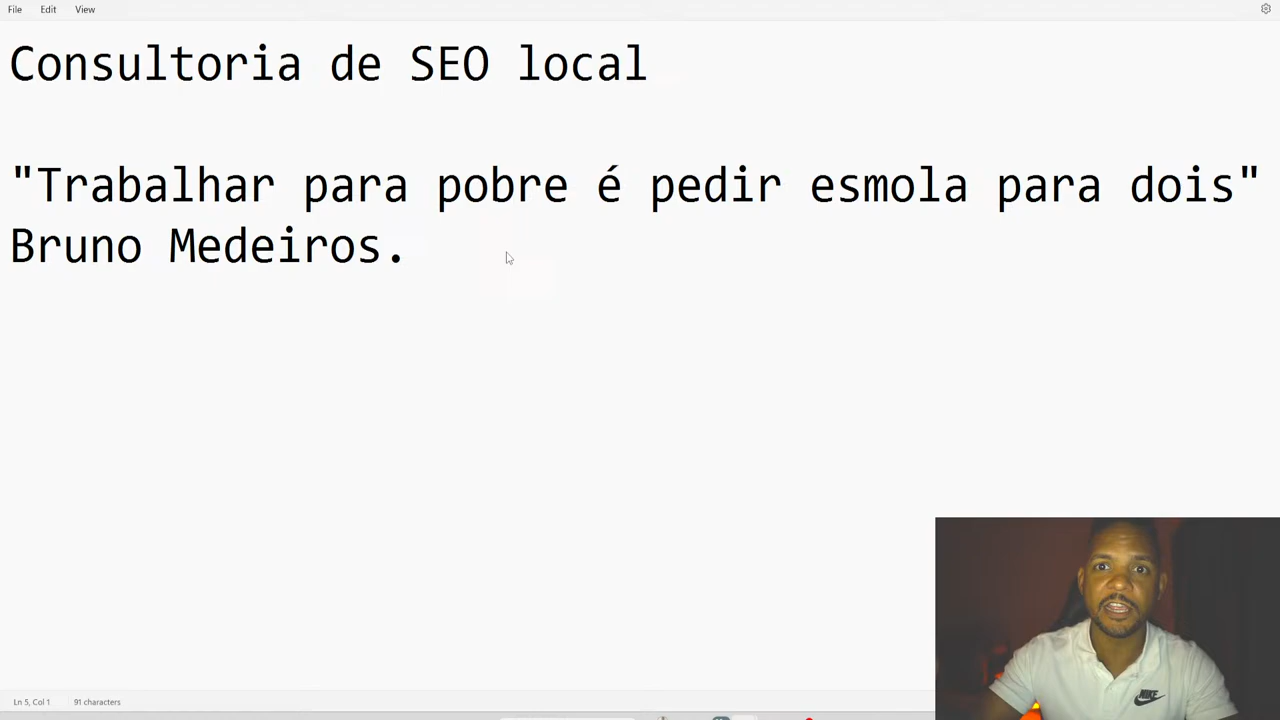 File Edit View
Consultoria de SEO local
"Trabalhar para pobre é pedir esmola para dois"
Bruno Medeiros.
NIKE
Ln 5, Col 1 91 characters